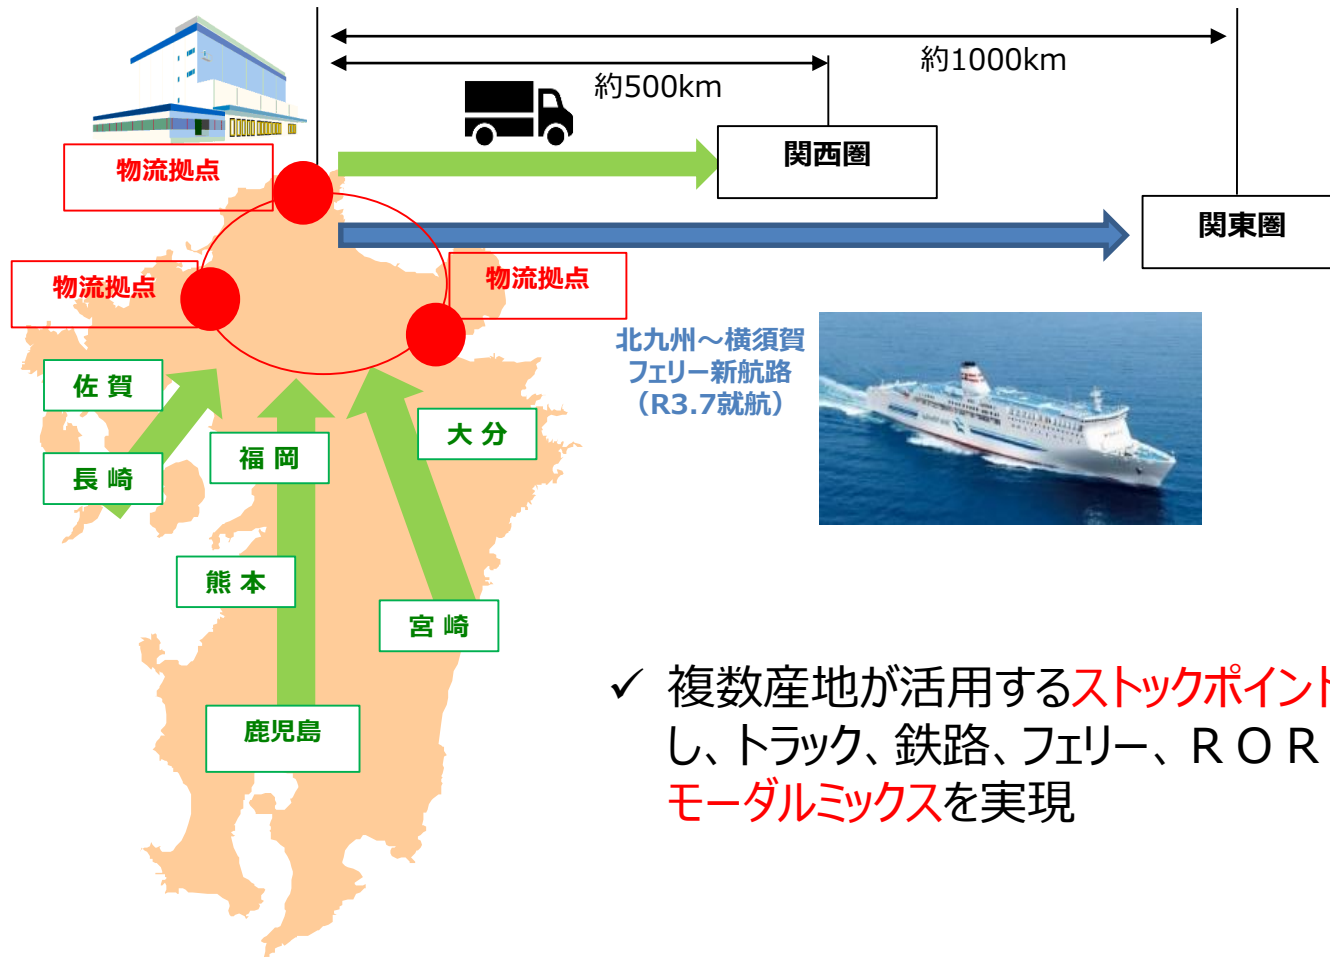 約1000km
約500km
関西圏
物流拠点
関東圏
物流拠点
物流拠点
北九州～横須賀
フェリー新航路
（R3.7就航）
佐 賀
大 分
福 岡
長 崎
熊 本
宮 崎
鹿児島
✓ 複数産地が活用するストックポイント
し、トラック、鉄路、フェリー、ＲＯＲ
モーダルミックスを実現